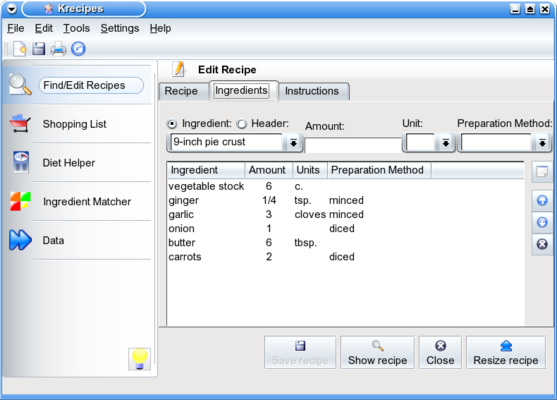 Krecipes
File Edit Tools Settings Help
Find/Edit Recipes
Shopping List
Diet Helper
Ingredient Matcher
Data
Edit Recipe
Recipe Ingredients Instructions
Ingredient: Header: Amount: Unit: Preparation Method:
9-inch pie crust
Ingredient Amount Units Preparation Method
vegetable stock 6 c.
ginger 1/4 tsp. minced
garlic 3 cloves minced
onion 1 diced
butter 6 tbsp.
carrots 2 diced
Save recipe Show recipe Close Resize recipe